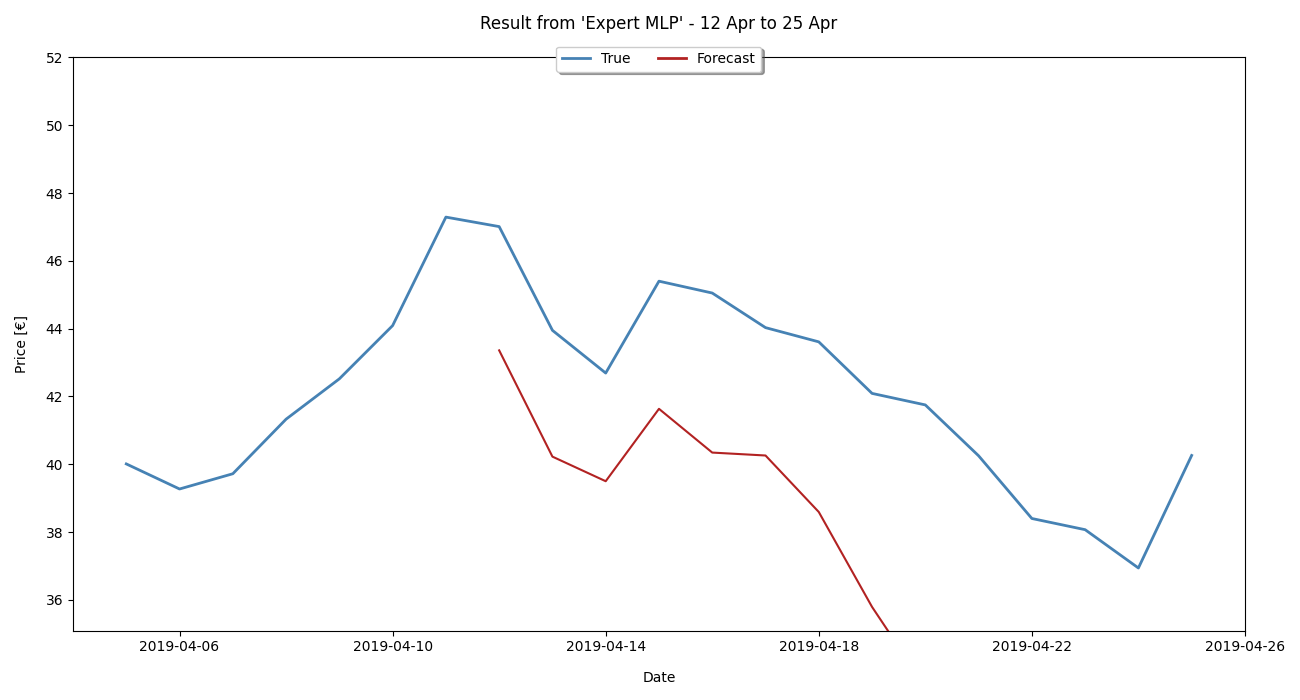 Result from 'Expert MLP' - 12 Apr to 25 Apr
True Forecast
52
50
48
46
44
42
40
38
36
Price [€]
2019-04-06 2019-04-10 2019-04-14 2019-04-18 2019-04-22 2019-04-26
Date